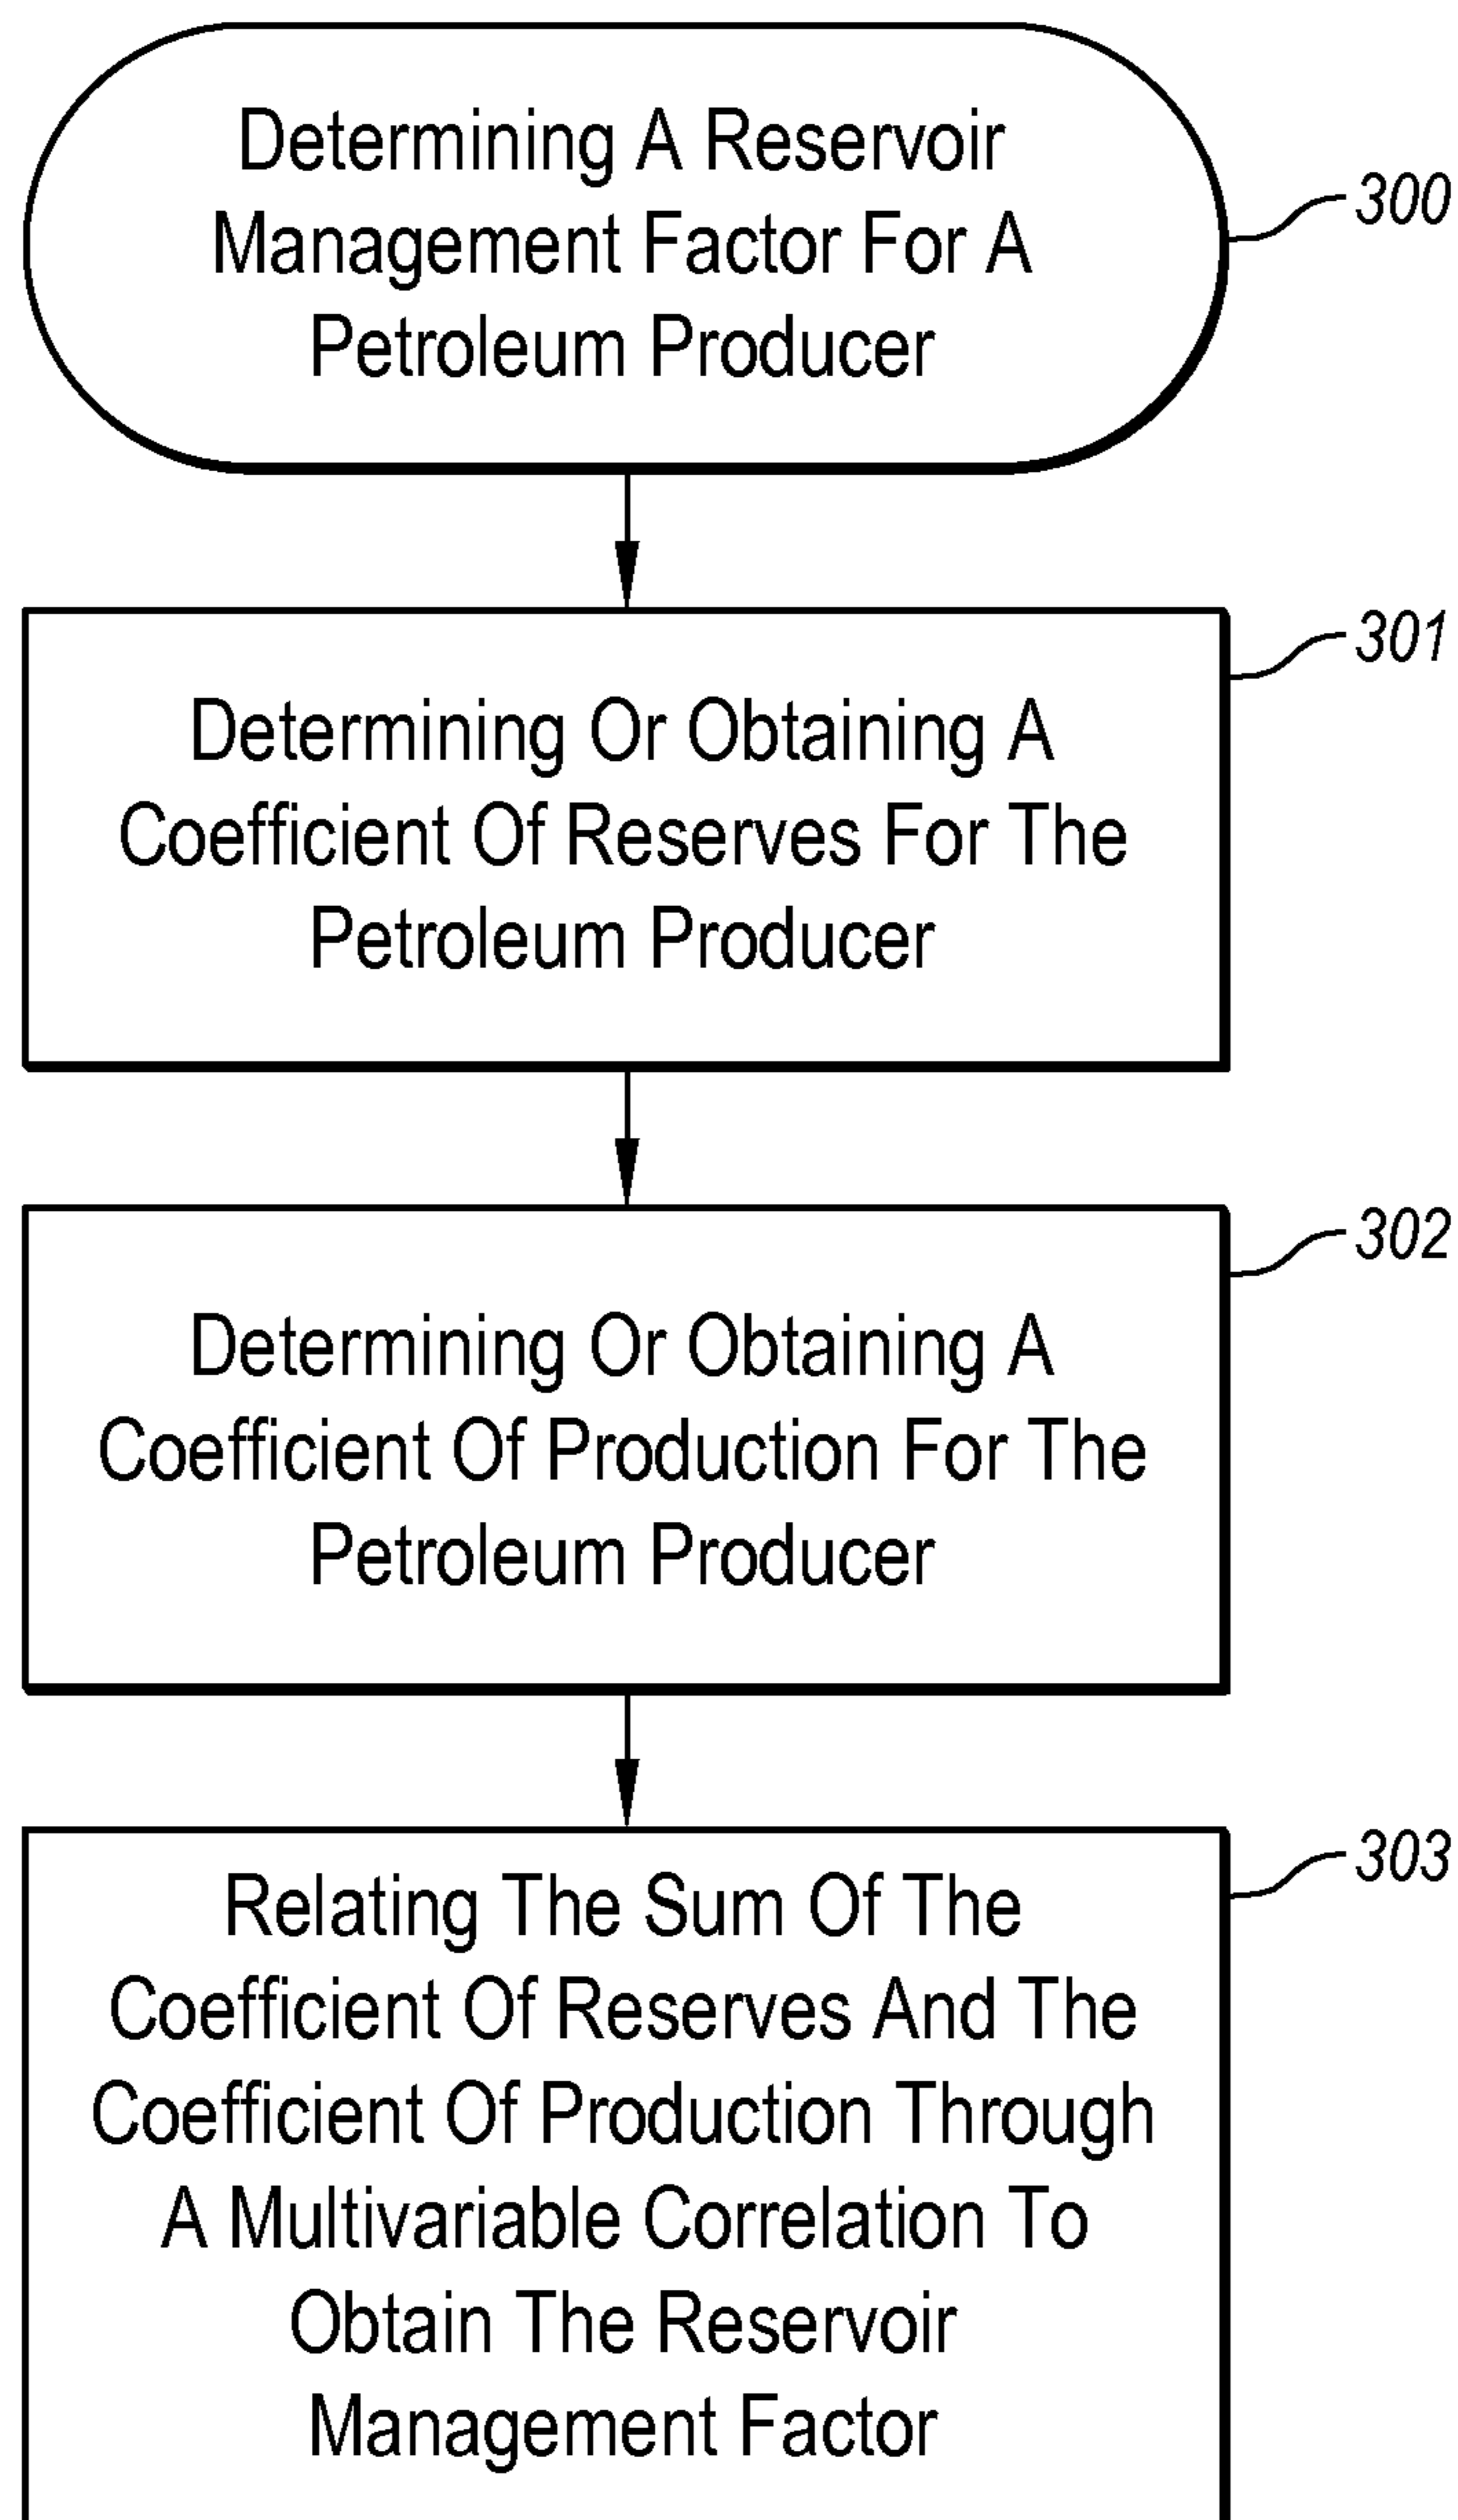 Determining A Reservoir
Management Factor For A
Petroleum Producer
300
Determining Or Obtaining A
Coefficient Of Reserves For The
Petroleum Producer
301
Determining Or Obtaining A
Coefficient Of Production For The
Petroleum Producer
302
Relating The Sum Of The
Coefficient Of Reserves And The
Coefficient Of Production Through
A Multivariable Correlation To
Obtain The Reservoir
Management Factor
303